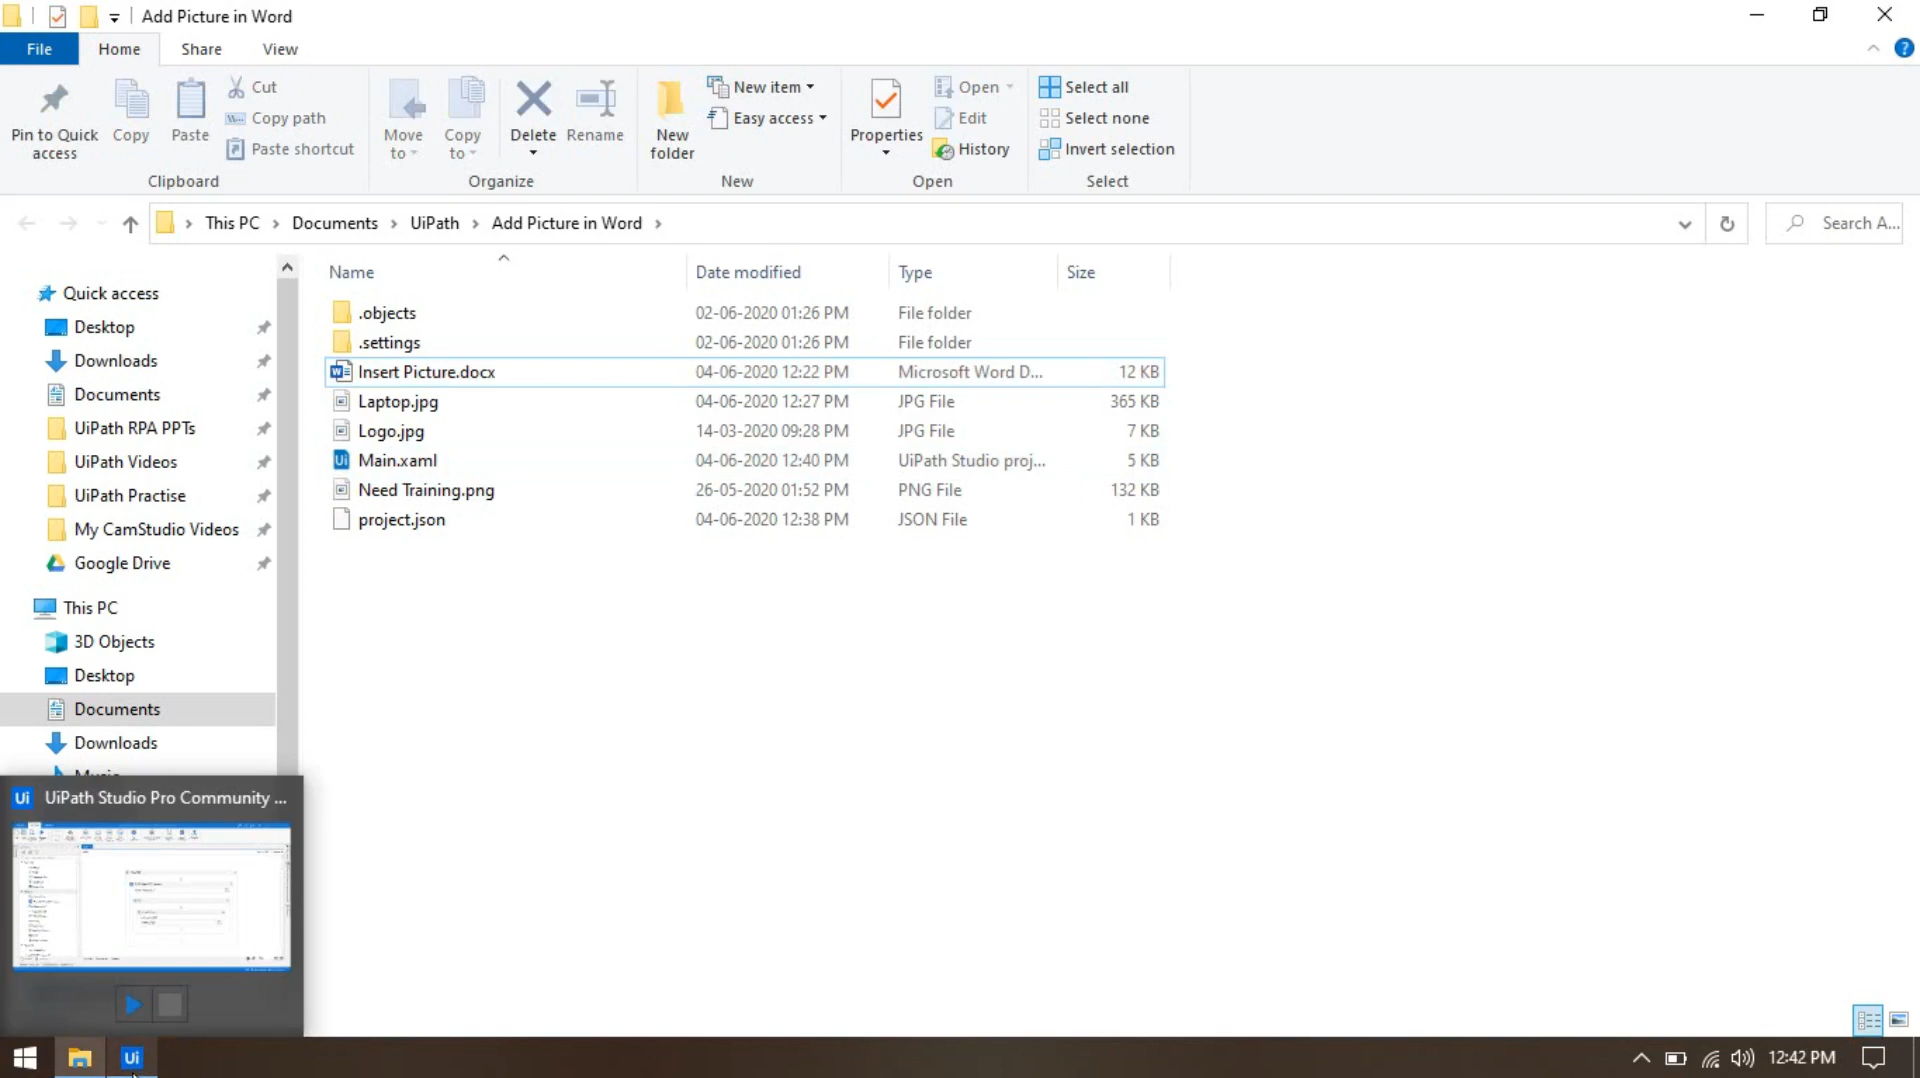 Add Picture in Word
File Home Share View
Pin to Quick access
Copy
Paste
Cut
Copy path
Paste shortcut
Clipboard
Move to
Copy to
Delete
Rename
Organize
New folder
New item
Easy access
New
Properties
Open
Edit
History
Open
Select all
Select none
Invert selection
Select
This PC > Documents > UiPath > Add Picture in Word >
Search A...
Quick access
Desktop
Downloads
Documents
UiPath RPA PPTs
UiPath Videos
UiPath Practise
My CamStudio Videos
Google Drive
This PC
3D Objects
Desktop
Documents
Downloads
Music
Name Date modified Type Size
.objects 02-06-2020 01:26 PM File folder
.settings 02-06-2020 01:26 PM File folder
Insert Picture.docx 04-06-2020 12:22 PM Microsoft Word D... 12 KB
Laptop.jpg 04-06-2020 12:27 PM JPG File 365 KB
Logo.jpg 14-03-2020 09:28 PM JPG File 7 KB
Main.xaml 04-06-2020 12:40 PM UiPath Studio proj... 5 KB
Need Training.png 26-05-2020 01:52 PM PNG File 132 KB
project.json 04-06-2020 12:38 PM JSON File 1 KB
Ui UiPath Studio Pro Community ...
Ui
12:42 PM